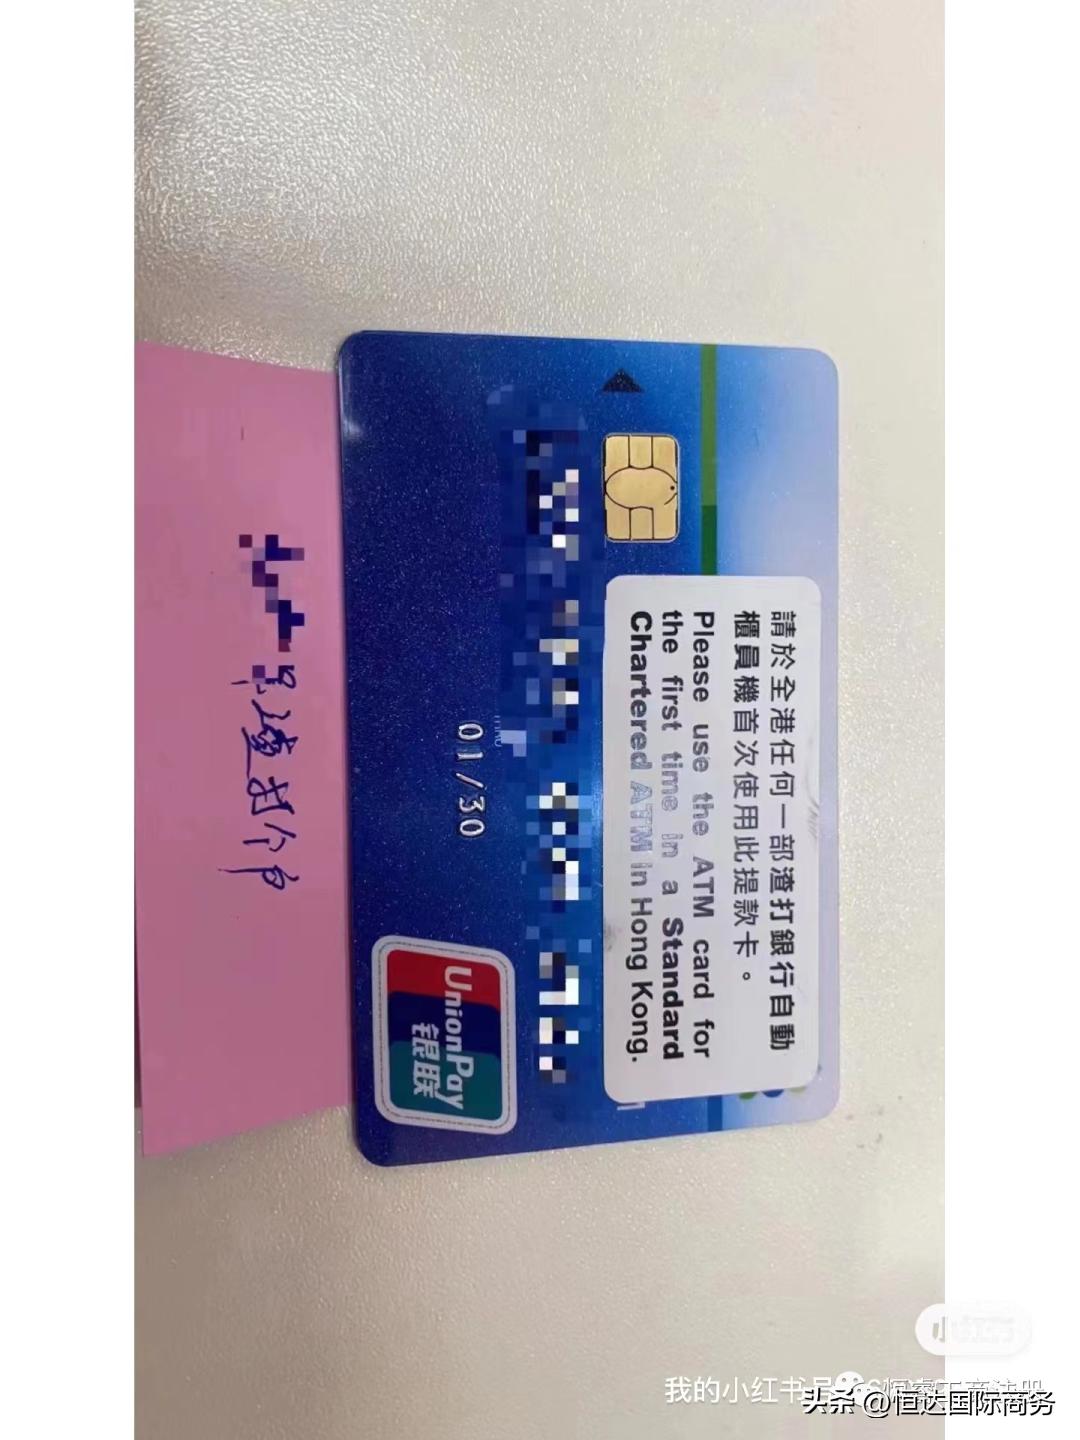 請於全港任何一部渣打銀行自動
櫃員機首次使用此提款卡。
Please use the ATM card for
the first time in a Standard
Chartered ATM in Hong Kong.
01/30
UnionPay
银联
渣打
我的小红书号
头条 @恒达国际商务